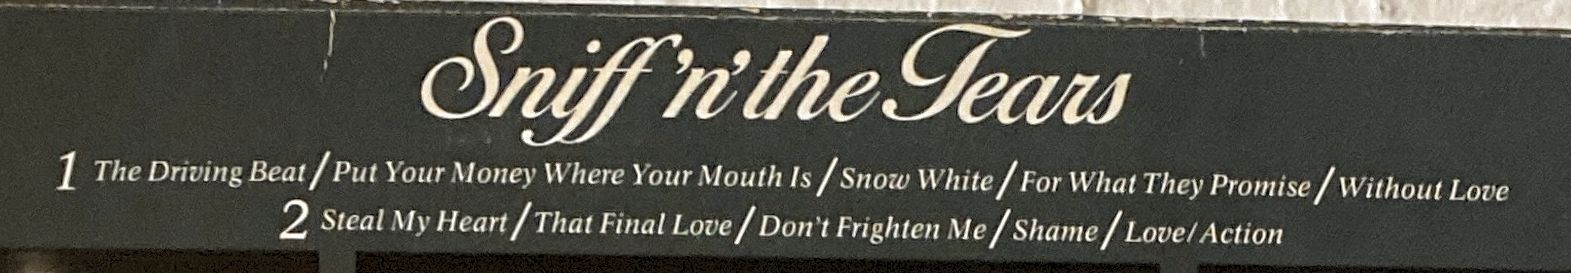 Sniff 'n' the Tears
1 The Driving Beat / Put Your Money Where Your Mouth Is / Snow White / For What They Promise / Without Love
2 Steal My Heart / That Final Love / Don't Frighten Me / Shame / Love/Action